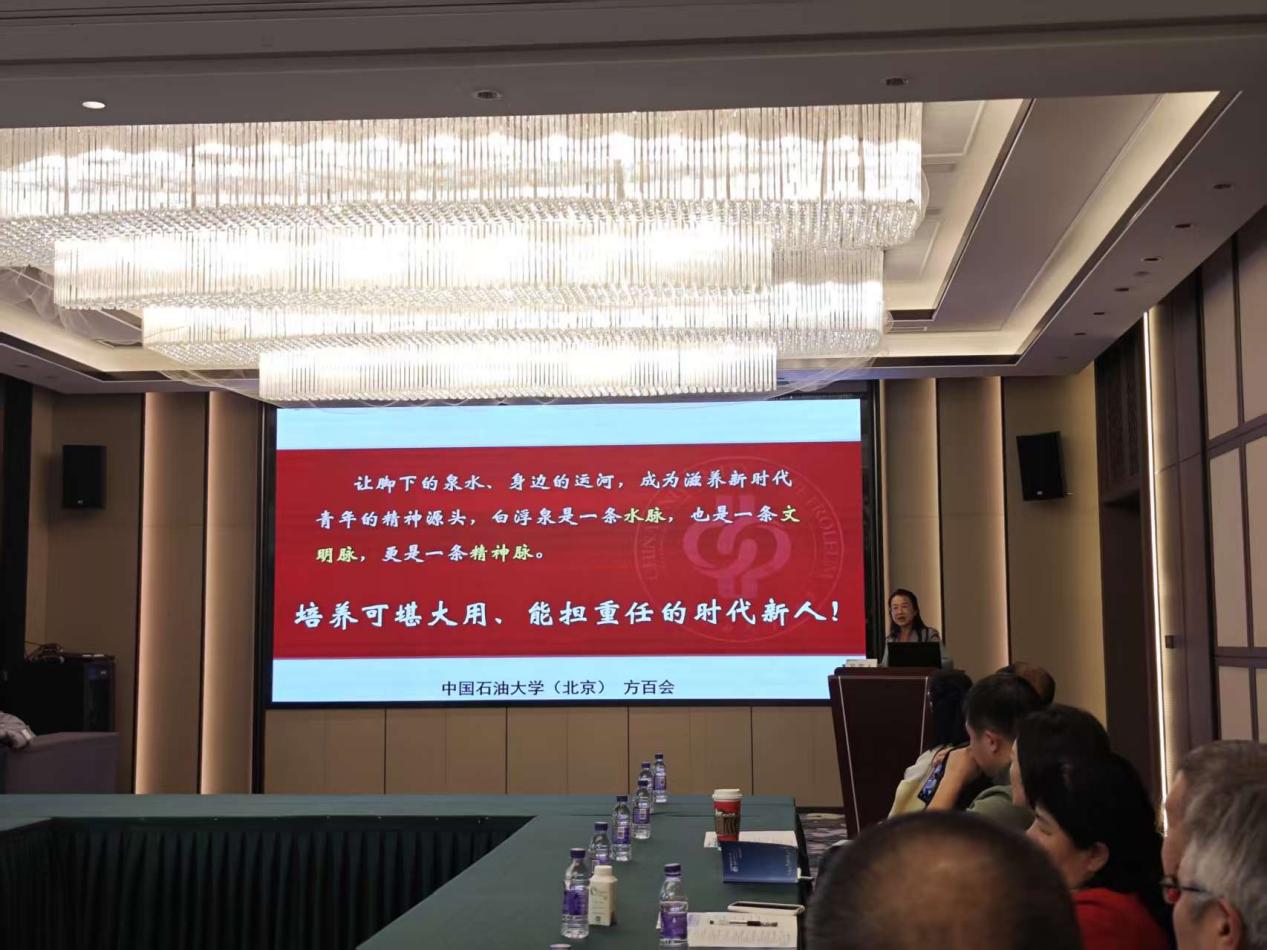 让脚下的泉水、身边的运河，成为滋养新时代
青年的精神源头，白浮泉是一条水脉，也是一条文
明脉，更是一条精神脉。
培养可堪大用、能担重任的时代新人！
中国石油大学（北京） 方百会